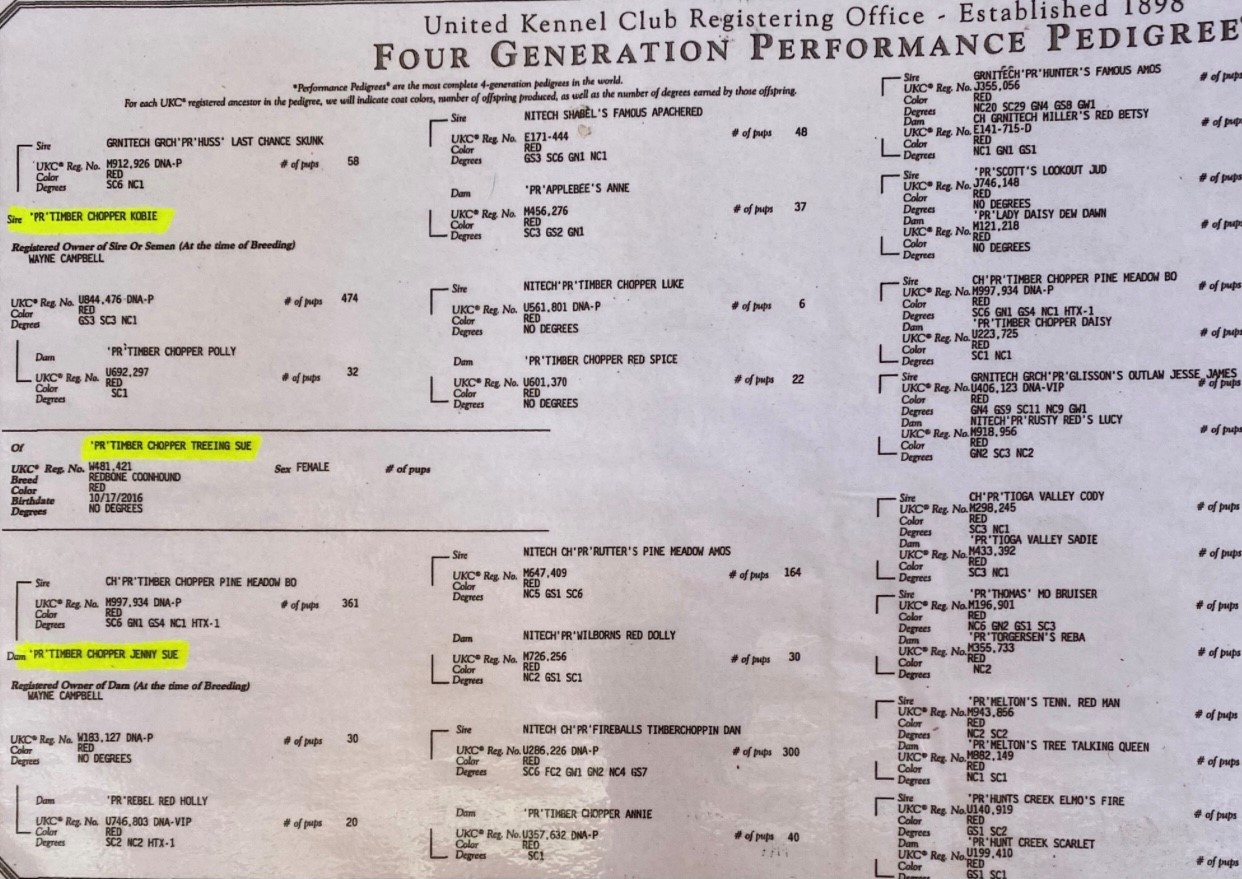 United Kennel Club Registering Office - Established 1898
FOUR GENERATION PERFORMANCE PEDIGREE
"Performance Pedigrees" are the most complete 4-generation pedigrees in the world.
For each UKC® registered ancestor in the pedigree, we will indicate coat colors, number of offspring produced, as well as the number of degrees earned by those offspring.
Sire GRNITECH GRCH'PR'HUSS' LAST CHANCE SKUNK
UKC® Reg. No. M912,926 DNA-P # of pups 58
Color RED
Degrees SC6 NC1
Sire 'PR'TIMBER CHOPPER KOBIE
Registered Owner of Sire Or Semen (At the time of Breeding)
WAYNE CAMPBELL
UKC® Reg. No. U844,476 DNA-P # of pups 474
Color RED
Degrees GS3 SC3 NC1
Dam 'PR'TIMBER CHOPPER POLLY
UKC® Reg. No. U692,297 # of pups 32
Color RED
Degrees SC1
Of 'PR'TIMBER CHOPPER TREEING SUE
UKC® Reg. No. W481,421 Sex FEMALE # of pups
Breed REDBONE COONHOUND
Color RED
Birthdate 10/17/2016
Degrees NO DEGREES
Sire CH'PR'TIMBER CHOPPER PINE MEADOW BO
UKC® Reg. No. M997,934 DNA-P # of pups 361
Color RED
Degrees SC6 GN1 GS4 NC1 HTX-1
Dam 'PR'TIMBER CHOPPER JENNY SUE
Registered Owner of Dam (At the time of Breeding)
WAYNE CAMPBELL
UKC® Reg. No. W183,127 DNA-P # of pups 30
Color RED
Degrees NO DEGREES
Dam 'PR'REBEL RED HOLLY
UKC® Reg. No. U746,803 DNA-VIP # of pups 20
Color RED
Degrees SC2 NC2 HTX-1
Sire NITECH SHABEL'S FAMOUS APACHERED
UKC® Reg. No. E171-444 # of pups 48
Color RED
Degrees GS3 SC6 GN1 NC1
Dam 'PR'APPLEBEE'S ANNE
UKC® Reg. No. M456,276 # of pups 37
Color RED
Degrees SC3 GS2 GN1
Sire NITECH'PR'TIMBER CHOPPER LUKE
UKC® Reg. No. U561,801 DNA-P # of pups 6
Color RED
Degrees NO DEGREES
Dam 'PR'TIMBER CHOPPER RED SPICE
UKC® Reg. No. U601,370 # of pups 22
Color RED
Degrees NO DEGREES
Sire NITECH CH'PR'RUTTER'S PINE MEADOW AMOS
UKC® Reg. No. M647,409 # of pups 164
Color RED
Degrees NC5 GS1 SC6
Dam NITECH'PR'WILBORNS RED DOLLY
UKC® Reg. No. M726,256 # of pups 30
Color RED
Degrees NC2 GS1 SC1
Sire NITECH CH'PR'FIREBALLS TIMBERCHOPPIN DAN
UKC® Reg. No. U286,226 DNA-P # of pups 300
Color RED
Degrees SC6 FC2 GW1 GN2 NC4 GS7
Dam 'PR'TIMBER CHOPPER ANNIE
UKC® Reg. No. U357,632 DNA-P # of pups 40
Color RED
Degrees SC1
Sire GRNITECH'PR'HUNTER'S FAMOUS AMOS # of pups
UKC® Reg. No. J355,056
Color RED
Degrees NC20 SC29 GN4 GS8 GW1
Dam CH GRNITECH MILLER'S RED BETSY # of pups
UKC® Reg. No. E141-715-D
Color RED
Degrees NC1 GN1 GS1
Sire 'PR'SCOTT'S LOOKOUT JUD
UKC® Reg. No. J746,148 # of pups
Color RED
Degrees NO DEGREES
Dam 'PR'LADY DAISY DEW DAWN
UKC® Reg. No. M121,218 # of pups
Color RED
Degrees NO DEGREES
Sire CH'PR'TIMBER CHOPPER PINE MEADOW BO
UKC® Reg. No. M997,934 DNA-P # of pups
Color RED
Degrees SC6 GN1 GS4 NC1 HTX-1
Dam 'PR'TIMBER CHOPPER DAISY
UKC® Reg. No. U223,725 # of pups
Color RED
Degrees SC1 NC1
Sire GRNITECH GRCH'PR'GLISSON'S OUTLAW JESSE JAMES
UKC® Reg. No. U406,123 DNA-VIP # of pups
Color RED
Degrees GN4 GS9 SC11 NC9 GW1
Dam NITECH'PR'RUSTY RED'S LUCY
UKC® Reg. No. M918,956 # of pups
Color RED
Degrees GN2 SC3 NC2
Sire CH'PR'TIOGA VALLEY CODY
UKC® Reg. No. M298,245 # of pups
Color RED
Degrees SC3 NC1
Dam 'PR'TIOGA VALLEY SADIE
UKC® Reg. No. M433,392 # of pups
Color RED
Degrees SC3 NC1
Sire 'PR'THOMAS' MO BRUISER
UKC® Reg. No. M196,901 # of pups
Color RED
Degrees NC6 GN2 GS1 SC3
Dam 'PR'TORGERSEN'S REBA
UKC® Reg. No. M355,733 # of pups
Color RED
Degrees NC2
Sire 'PR'MELTON'S TENN. RED MAN
UKC® Reg. No. M943,856 # of pups
Color RED
Degrees NC2 SC2
Dam 'PR'MELTON'S TREE TALKING QUEEN
UKC® Reg. No. M882,149 # of pups
Color RED
Degrees NC1 SC1
Sire 'PR'HUNTS CREEK ELMO'S FIRE
UKC® Reg. No. U140,919 # of pups
Color RED
Degrees GS1 SC2
Dam 'PR'HUNT CREEK SCARLET
UKC® Reg. No. U199,410 # of pups
Color RED
Degrees GS1 SC1